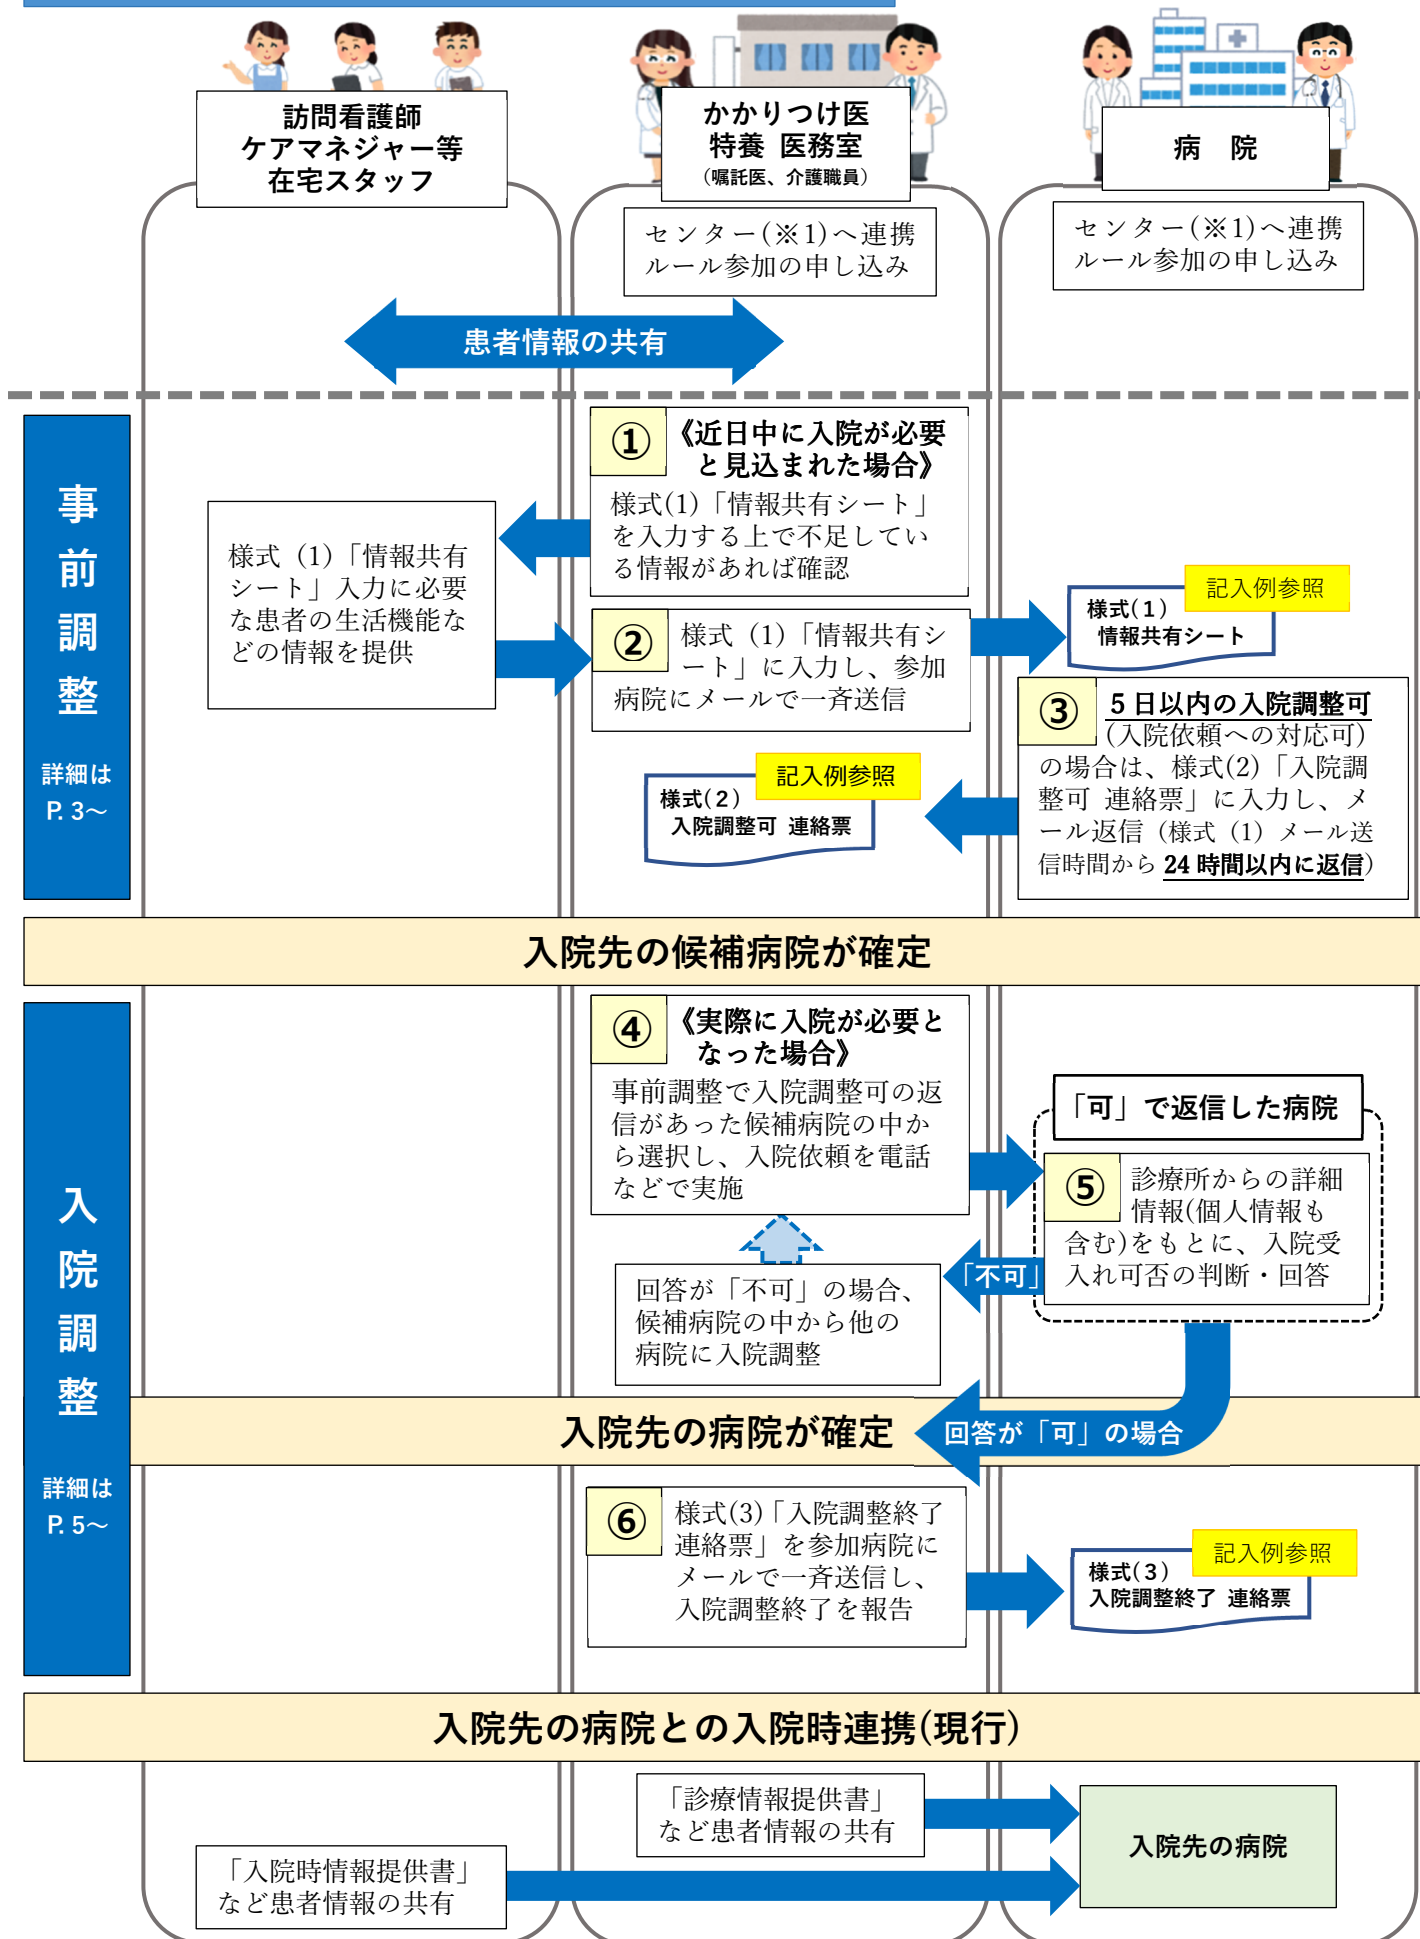 訪問看護師
ケアマネジャー等
在宅スタッフ
かかりつけ医
特養 医務室
(嘱託医、介護職員)
病 院
センター(※1)へ連携
ルール参加の申し込み
センター(※1)へ連携
ルール参加の申し込み
患者情報の共有
事前調整
詳細は
P. 3～
① 《近日中に入院が必要
と見込まれた場合》
様式(1)「情報共有シート」
を入力する上で不足してい
る情報があれば確認
様式 (1)「情報共有
シート」入力に必要
な患者の生活機能な
どの情報を提供
② 様式 (1)「情報共有シ
ート」に入力し、参加
病院にメールで一斉送信
記入例参照
様式(1)
情報共有シート
③ 5日以内の入院調整可
(入院依頼への対応可)
の場合は、様式(2)「入院調
整可 連絡票」に入力し、メ
ール返信 (様式 (1) メール送
信時間から 24時間以内に返信)
記入例参照
様式(2)
入院調整可 連絡票
入院先の候補病院が確定
入院調整
詳細は
P. 5～
④ 《実際に入院が必要と
なった場合》
事前調整で入院調整可の返
信があった候補病院の中か
ら選択し、入院依頼を電話
などで実施
「可」で返信した病院
⑤ 診療所からの詳細
情報(個人情報も
含む)をもとに、入院受
入れ可否の判断・回答
「不可」
回答が「不可」の場合、
候補病院の中から他の
病院に入院調整
入院先の病院が確定
回答が「可」の場合
⑥ 様式(3)「入院調整終了
連絡票」を参加病院に
メールで一斉送信し、
入院調整終了を報告
記入例参照
様式(3)
入院調整終了 連絡票
入院先の病院との入院時連携(現行)
「診療情報提供書」
など患者情報の共有
入院先の病院
「入院時情報提供書」
など患者情報の共有